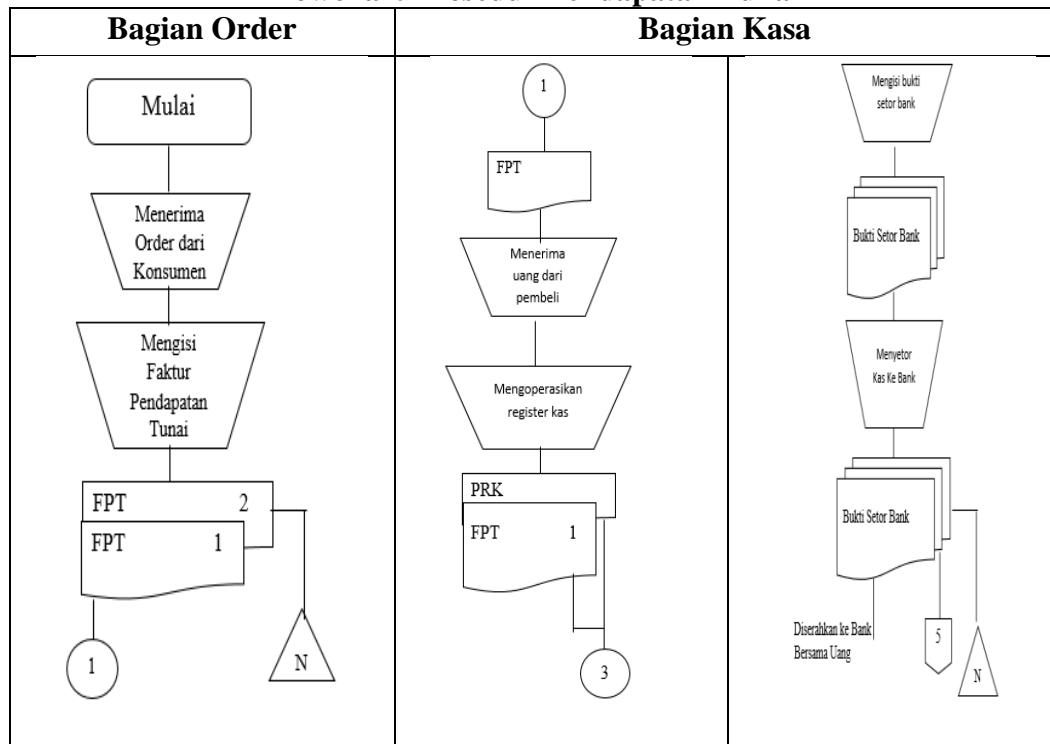 Bagian Order
Bagian Kasa
Mulai
Menerima
Order dari
Konsumen
Mengisi
Faktur
Pendapatan
Tunai
FPT 2
FPT 1
1
N
1
FPT
Menerima
uang dari
pembeli
Mengoperasikan
register kas
PRK
FPT 1
3
Mengisi bukti
setor bank
Bukti Setor Bank
Menyetor
Kas Ke Bank
Bukti Setor Bank
Diserahkan ke Bank
Bersama Uang
5
N